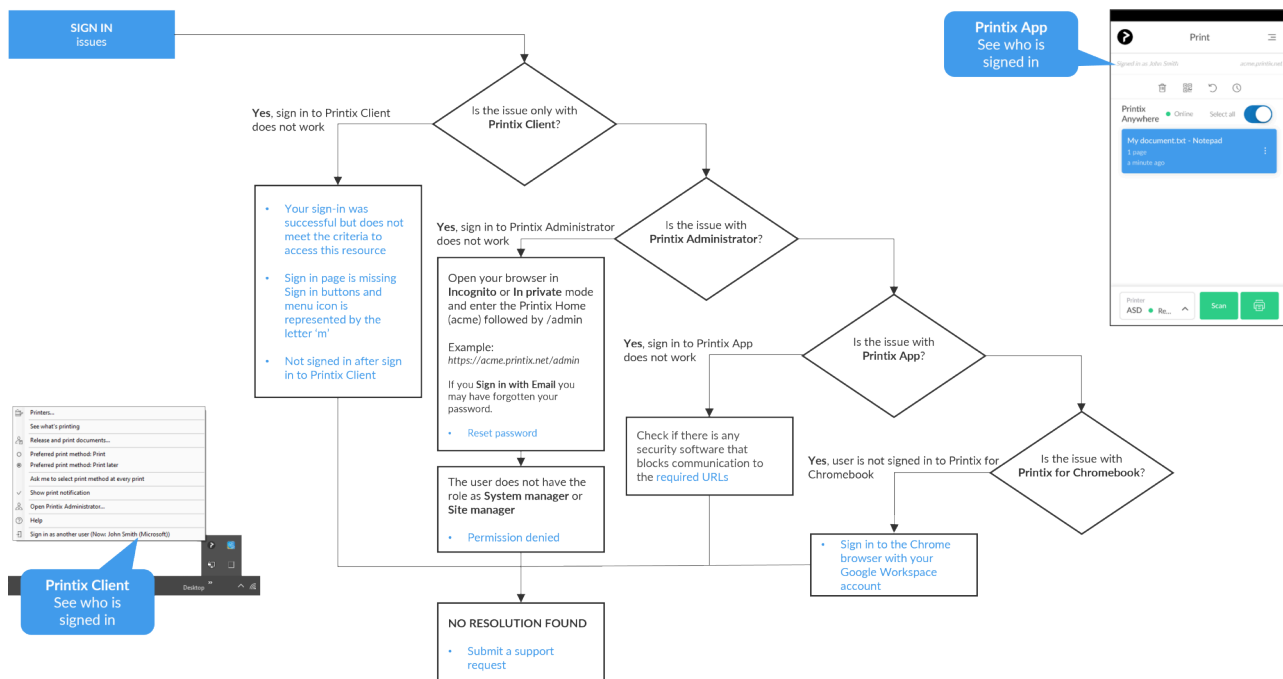 SIGN IN
issues
Is the issue only with
Printix Client?
Yes, sign in to Printix Client
does not work
• Your sign-in was
successful but does not
meet the criteria to
access this resource
• Sign in page is missing
Sign in buttons and
menu icon is
represented by the
letter ‘m’
• Not signed in after sign
in to Printix Client
Is the issue with
Printix Administrator?
Yes, sign in to Printix Administrator
does not work
Open your browser in
Incognito or In private mode
and enter the Printix Home
(acme) followed by /admin
Example:
https://acme.printix.net/admin
If you Sign in with Email you
may have forgotten your
password.
• Reset password
The user does not have the
role as System manager or
Site manager
• Permission denied
Is the issue with
Printix App?
Yes, sign in to Printix App
does not work
Check if there is any
security software that
blocks communication to
the required URLs
Is the issue with
Printix for Chromebook?
Yes, user is not signed in to Printix for
Chromebook
• Sign in to the Chrome
browser with your
Google Workspace
account
NO RESOLUTION FOUND
• Submit a support
request
Printix App
See who is
signed in
Print
Signed in as John Smith
acme.printix.net
Printix
Anywhere
Online
Select all
My document.txt - Notepad
1 page
a minute ago
Printer
ASD
Re...
Scan
Printers...
See what's printing
Release and print documents...
Preferred print method: Print
Preferred print method: Print later
Ask me to select print method at every print
Show print notification
Open Printix Administrator...
Help
Sign in as another user (Now: John Smith (Microsoft))
Desktop
Printix Client
See who is
signed in